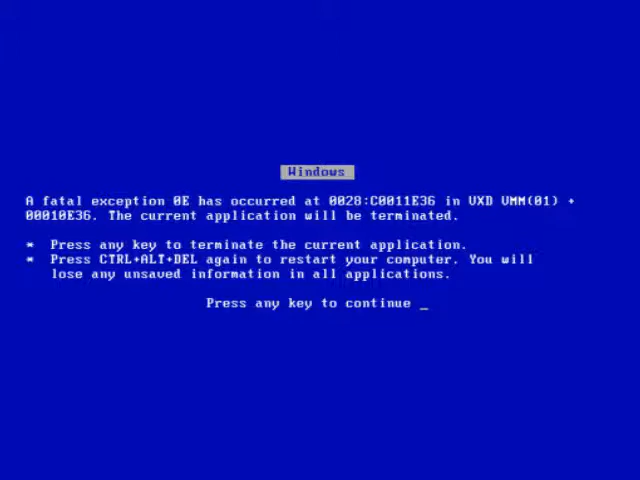 Windows
A fatal exception 0E has occurred at 0028:C0011E36 in VXD VMM(01) +
00010E36. The current application will be terminated.
* Press any key to terminate the current application.
* Press CTRL+ALT+DEL again to restart your computer. You will
lose any unsaved information in all applications.
Press any key to continue _